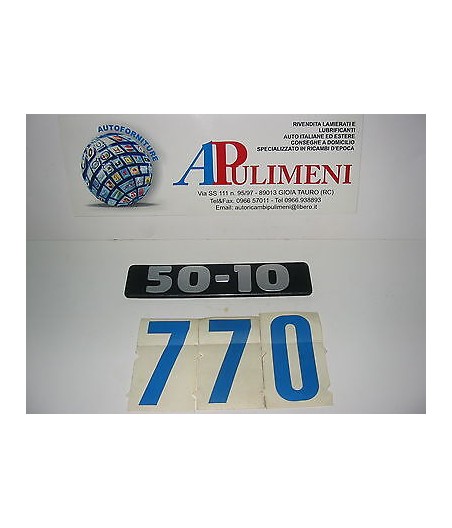 RIVENDITA LAMIERATI E
LUBRIFICANTI
AUTO ITALIANE ED ESTERE
CONSEGHE A DOMICILIO
SPECIALIZZATO IN RICAMBI D'EPOCA
AUTOFORNITURE
APULIMENI
Via SS 111 n. 95/97 - 89013 GIOIA TAURO (RC)
Tel&Fax. 0966 57011 - Tel 0966.938893
Email: autoricambipulimeni@libero.it
50-10
770